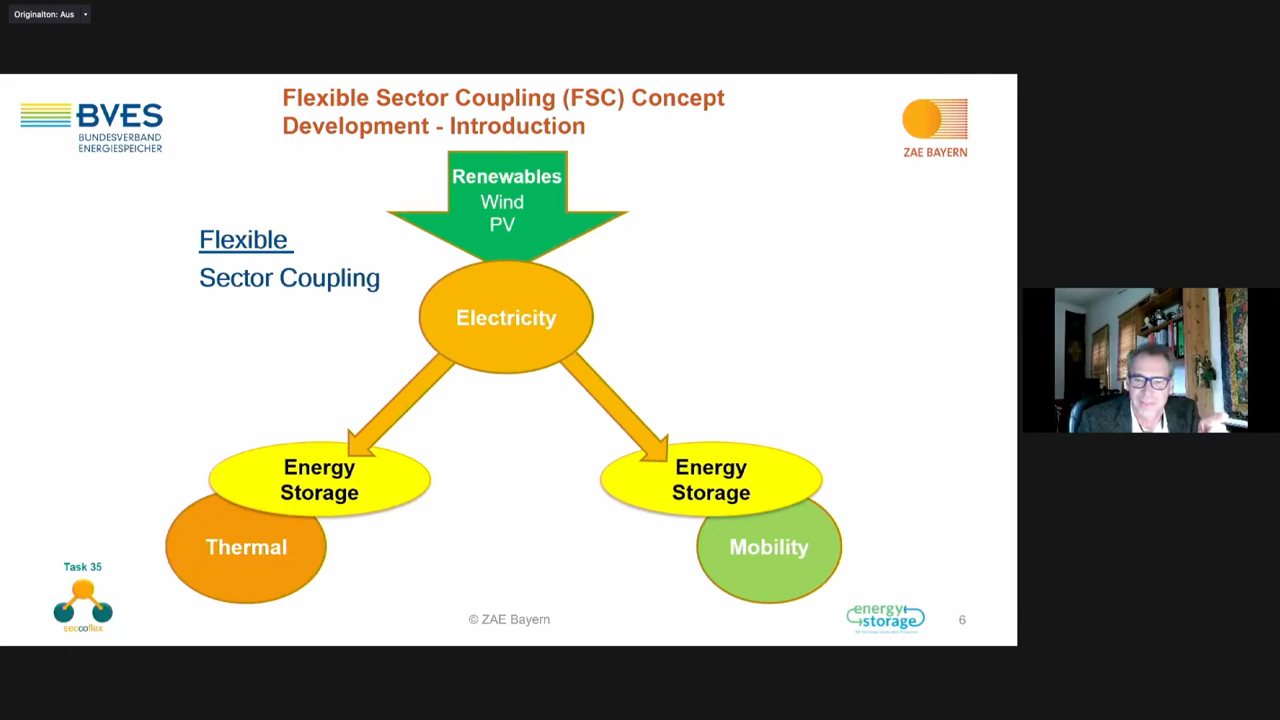 Originalton: Aus
BVES
BUNDESVERBAND
ENERGIESPEICHER
Flexible Sector Coupling (FSC) Concept
Development - Introduction
ZAE BAYERN
Renewables
Wind
PV
Flexible
Sector Coupling
Electricity
Energy
Storage
Energy
Storage
Thermal
Mobility
Task 35
seccoflex
© ZAE Bayern
energy
storage
6